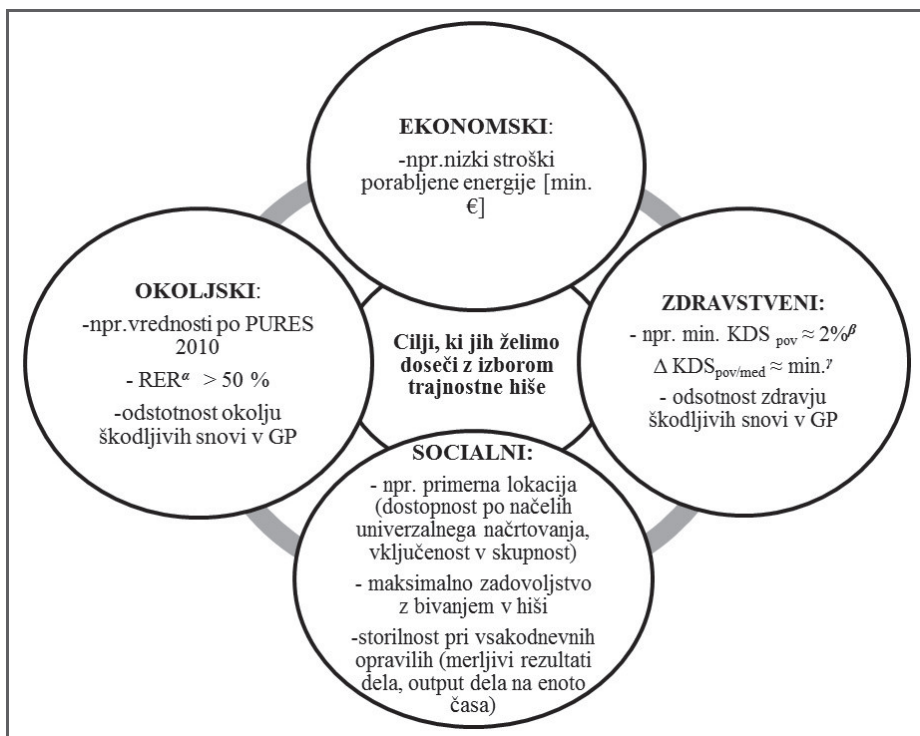 EKONOMSKI:
-npr.nizki stroški
porabljene energije [min.
€]
OKOLJSKI:
-npr.vrednosti po PURES
2010
- RERᵅ > 50 %
-odstotnost okolju
škodljivih snovi v GP
Cilji, ki jih želimo
doseči z izborom
trajnostne hiše
ZDRAVSTVENI:
- npr. min. KDS pov ≈ 2%ᵝ
Δ KDSpov/med ≈ min.ᵞ
- odsotnost zdravju
škodljivih snovi v GP
SOCIALNI:
- npr. primerna lokacija
(dostopnost po načelih
univerzalnega načrtovanja,
vključenost v skupnost)
- maksimalno zadovoljstvo
z bivanjem v hiši
-storilnost pri vsakodnevnih
opravilih (merljivi rezultati
dela, output dela na enoto
časa)